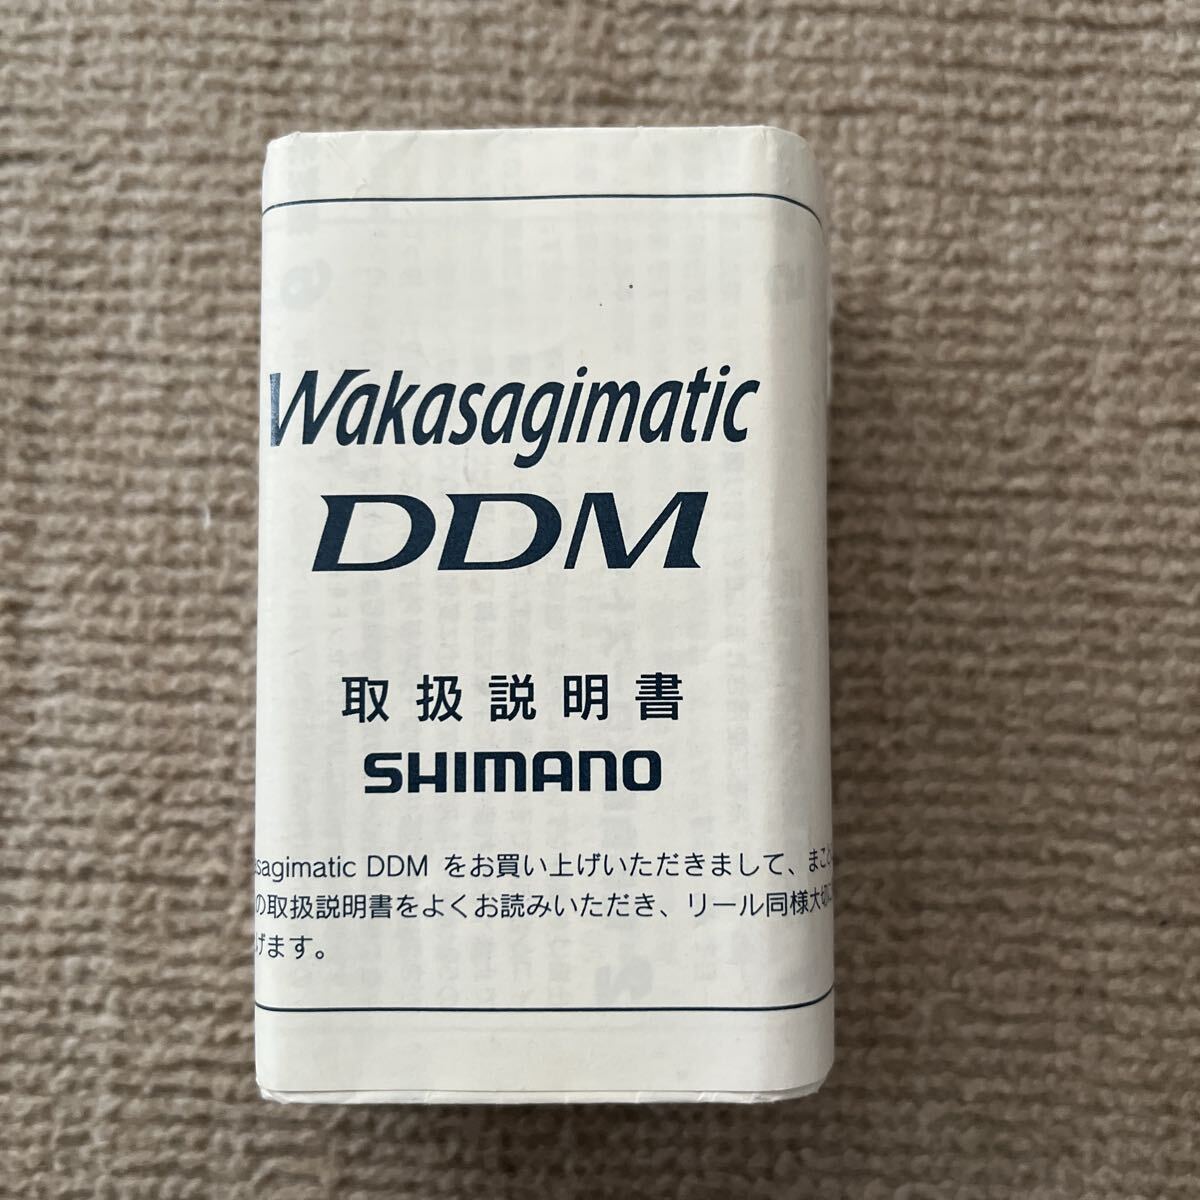 Wakasagimatic
DDM
取扱説明書
SHIMANO
sagimatic DDM をお買い上げいただきまして、まこと
の取扱説明書をよくお読みいただき、リール同様大切に
げます。